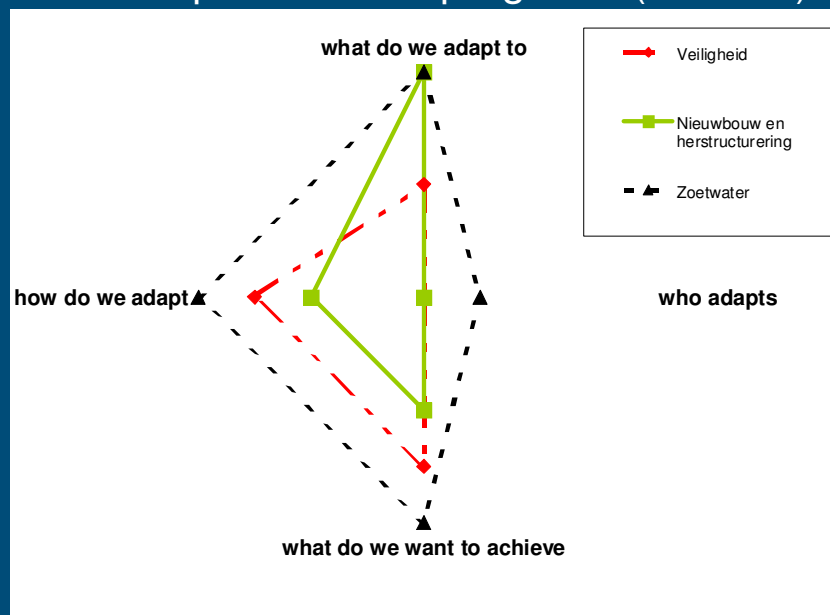 what do we adapt to
Veiligheid
Nieuwbouw en
herstructurering
Zoetwater
how do we adapt
who adapts
what do we want to achieve